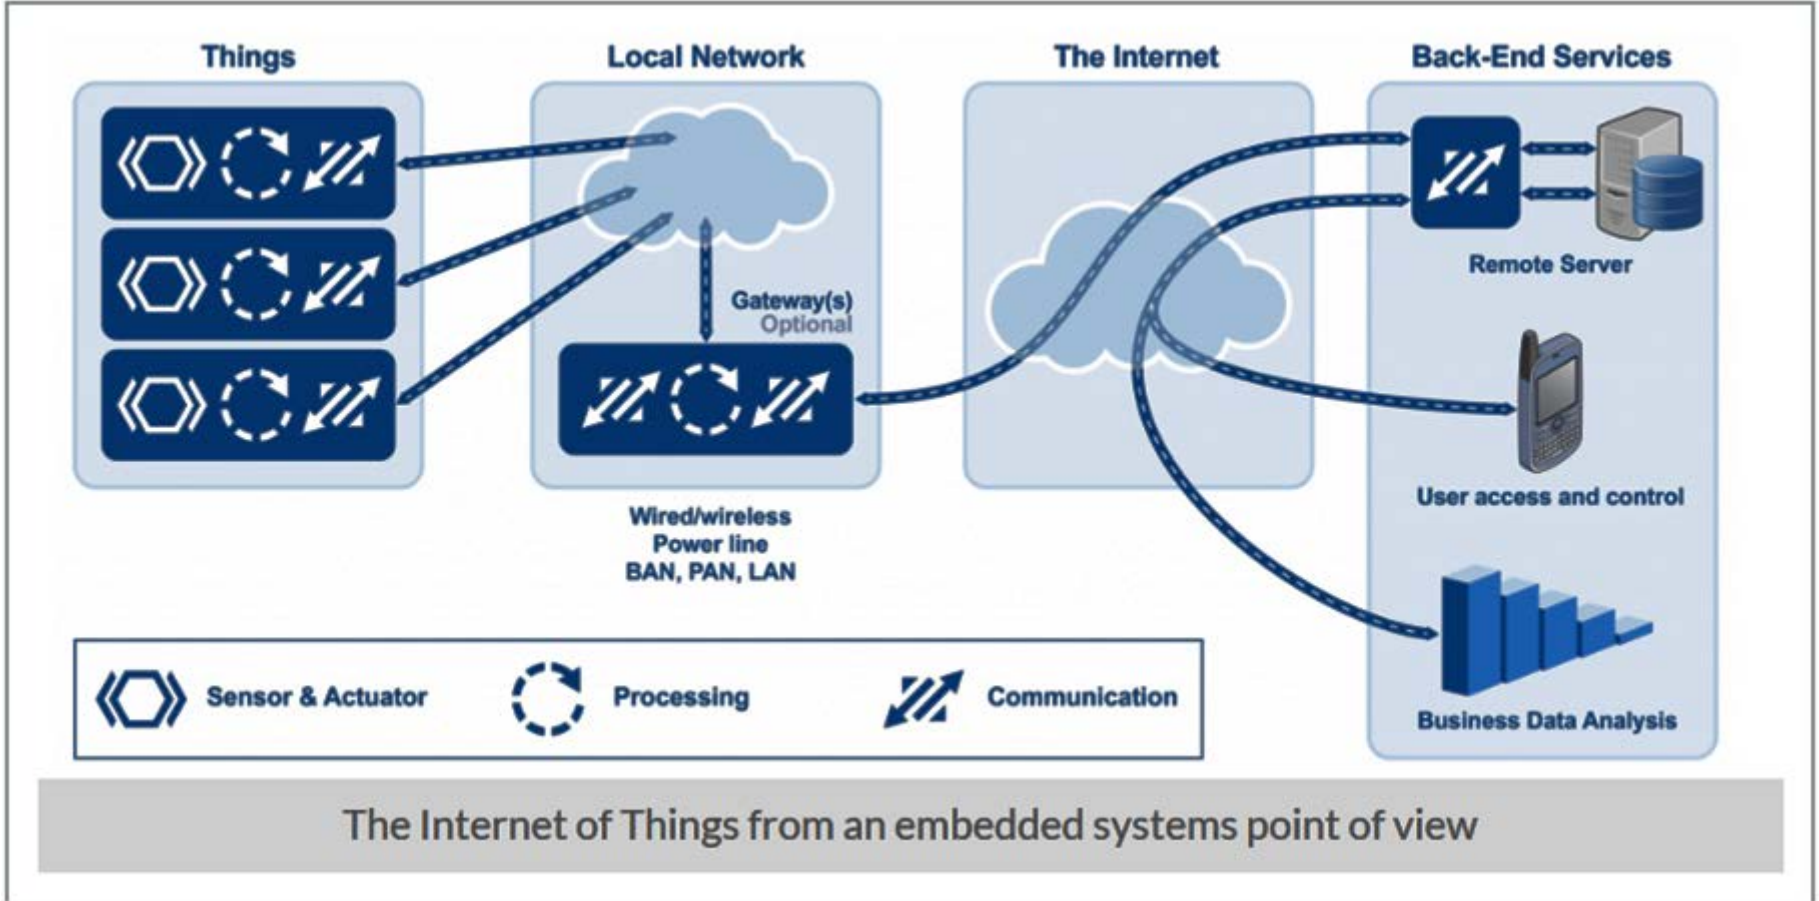 Things
Local Network
The Internet
Back-End Services
Gateway(s)
Optional
Wired/wireless
Power line
BAN, PAN, LAN
Remote Server
User access and control
Business Data Analysis
Sensor & Actuator
Processing
Communication
The Internet of Things from an embedded systems point of view